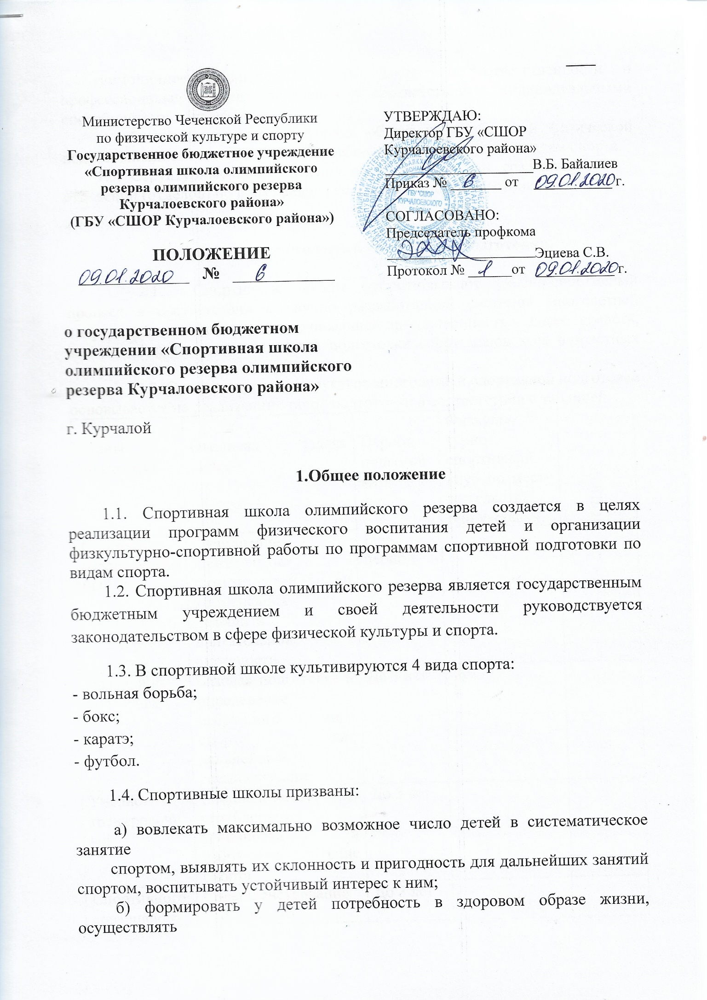 Министерство Чеченской Республики
по физической культуре и спорту
Государственное бюджетное учреждение
«Спортивная школа олимпийского
резерва олимпийского резерва
Курчалоевского района»
(ГБУ «СШОР Курчалоевского района»)
ПОЛОЖЕНИЕ
09.01.2020 № 6
УТВЕРЖДАЮ:
Директор ГБУ «СШОР
Курчалоевского района»
В.Б. Байалиев
Приказ № 6 от 09.01.2020 г.
ГБУ "СШОР
КУРЧАЛОЕВСКОГО
РАЙОНА"
СОГЛАСОВАНО:
Председатель профкома
Эциева С.В.
Протокол № 1 от 09.01.2020 г.
о государственном бюджетном
учреждении «Спортивная школа
олимпийского резерва олимпийского
резерва Курчалоевского района»
г. Курчалой
1.Общее положение
1.1. Спортивная школа олимпийского резерва создается в целях
реализации программ физического воспитания детей и организации
физкультурно-спортивной работы по программам спортивной подготовки по
видам спорта.
1.2. Спортивная школа олимпийского резерва является государственным
бюджетным учреждением и своей деятельности руководствуется
законодательством в сфере физической культуры и спорта.
1.3. В спортивной школе культивируются 4 вида спорта:
- вольная борьба;
- бокс;
- каратэ;
- футбол.
1.4. Спортивные школы призваны:
а) вовлекать максимально возможное число детей в систематическое
занятие
спортом, выявлять их склонность и пригодность для дальнейших занятий
спортом, воспитывать устойчивый интерес к ним;
б) формировать у детей потребность в здоровом образе жизни,
осуществлять